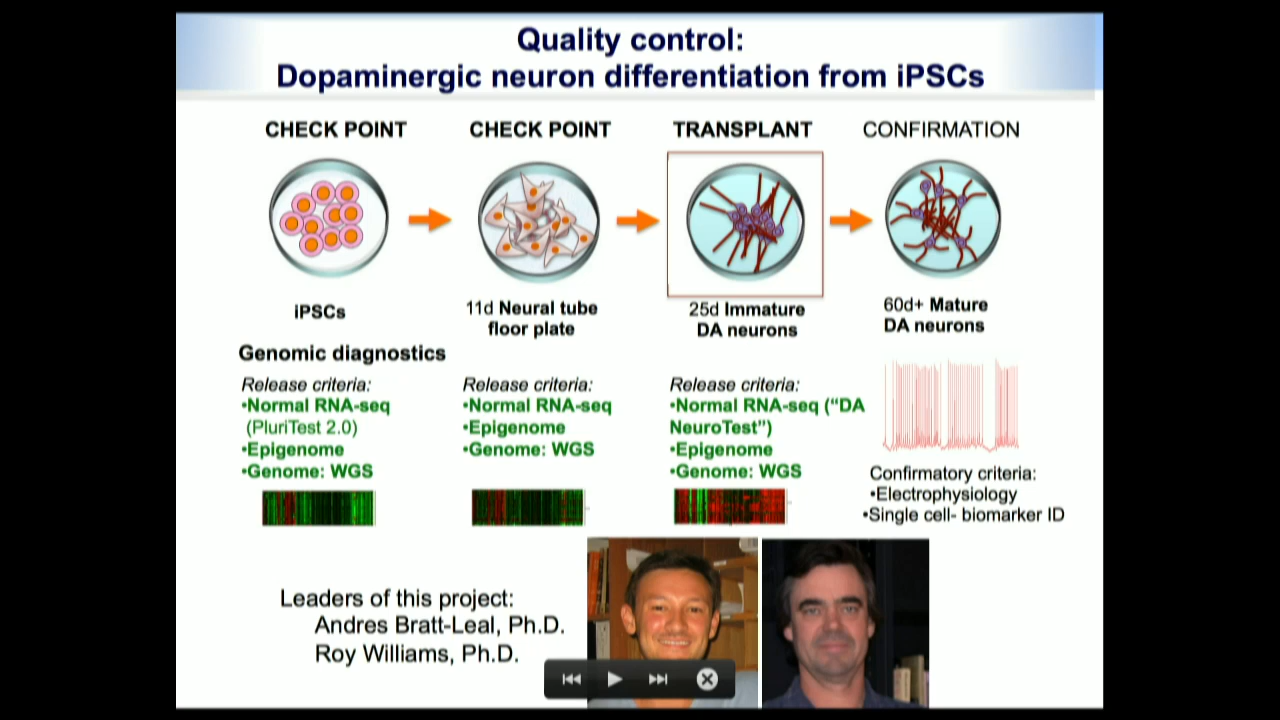 Quality control:
Dopaminergic neuron differentiation from iPSCs
CHECK POINT
CHECK POINT
TRANSPLANT
CONFIRMATION
iPSCs
11d Neural tube
floor plate
25d Immature
DA neurons
60d+ Mature
DA neurons
Genomic diagnostics
Release criteria:
•Normal RNA-seq
(PluriTest 2.0)
•Epigenome
•Genome: WGS
Release criteria:
•Normal RNA-seq
•Epigenome
•Genome: WGS
Release criteria:
•Normal RNA-seq (“DA
NeuroTest”)
•Epigenome
•Genome: WGS
Confirmatory criteria:
•Electrophysiology
•Single cell- biomarker ID
Leaders of this project:
Andres Bratt-Leal, Ph.D.
Roy Williams, Ph.D.